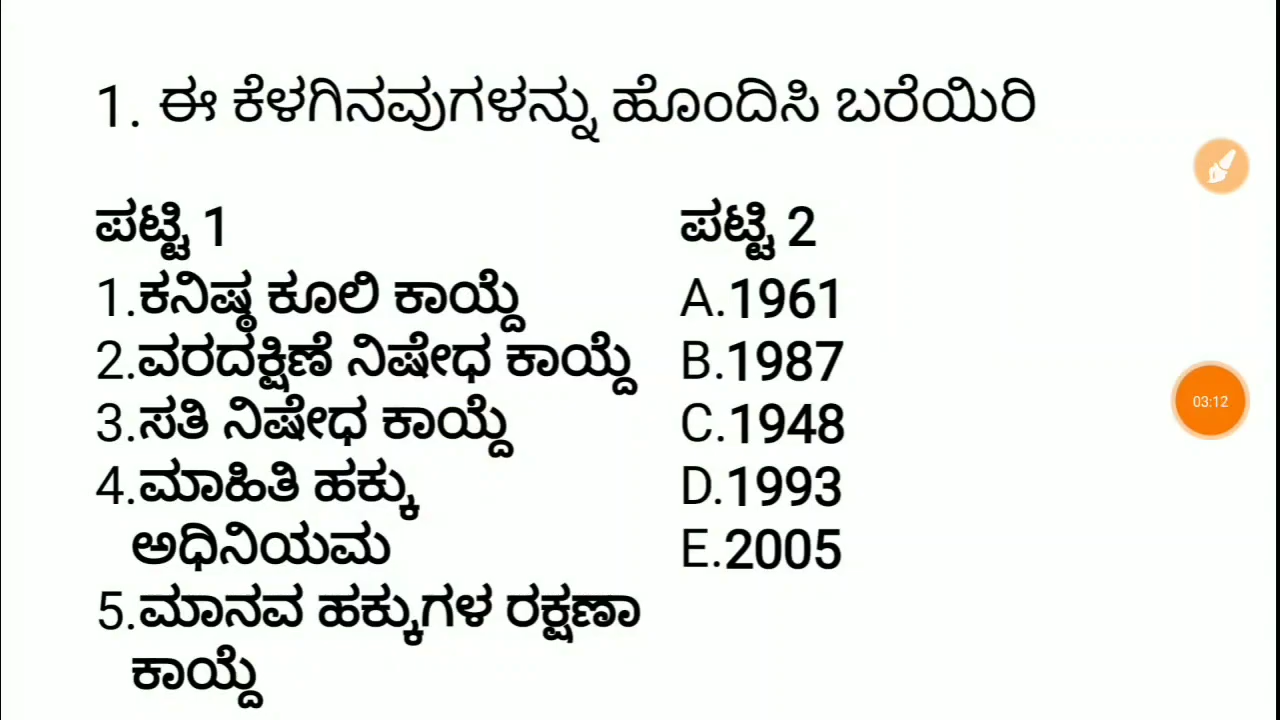 1. ಈ ಕೆಳಗಿನವುಗಳನ್ನು ಹೊಂದಿಸಿ ಬರೆಯಿರಿ
ಪಟ್ಟಿ 1
1.ಕನಿಷ್ಠ ಕೂಲಿ ಕಾಯ್ದೆ
2.ವರದಕ್ಷಿಣೆ ನಿಷೇಧ ಕಾಯ್ದೆ
3.ಸತಿ ನಿಷೇಧ ಕಾಯ್ದೆ
4.ಮಾಹಿತಿ ಹಕ್ಕು
ಅಧಿನಿಯಮ
5.ಮಾನವ ಹಕ್ಕುಗಳ ರಕ್ಷಣಾ
ಕಾಯ್ದೆ
ಪಟ್ಟಿ 2
A.1961
B.1987
C.1948
D.1993
E.2005
03:12